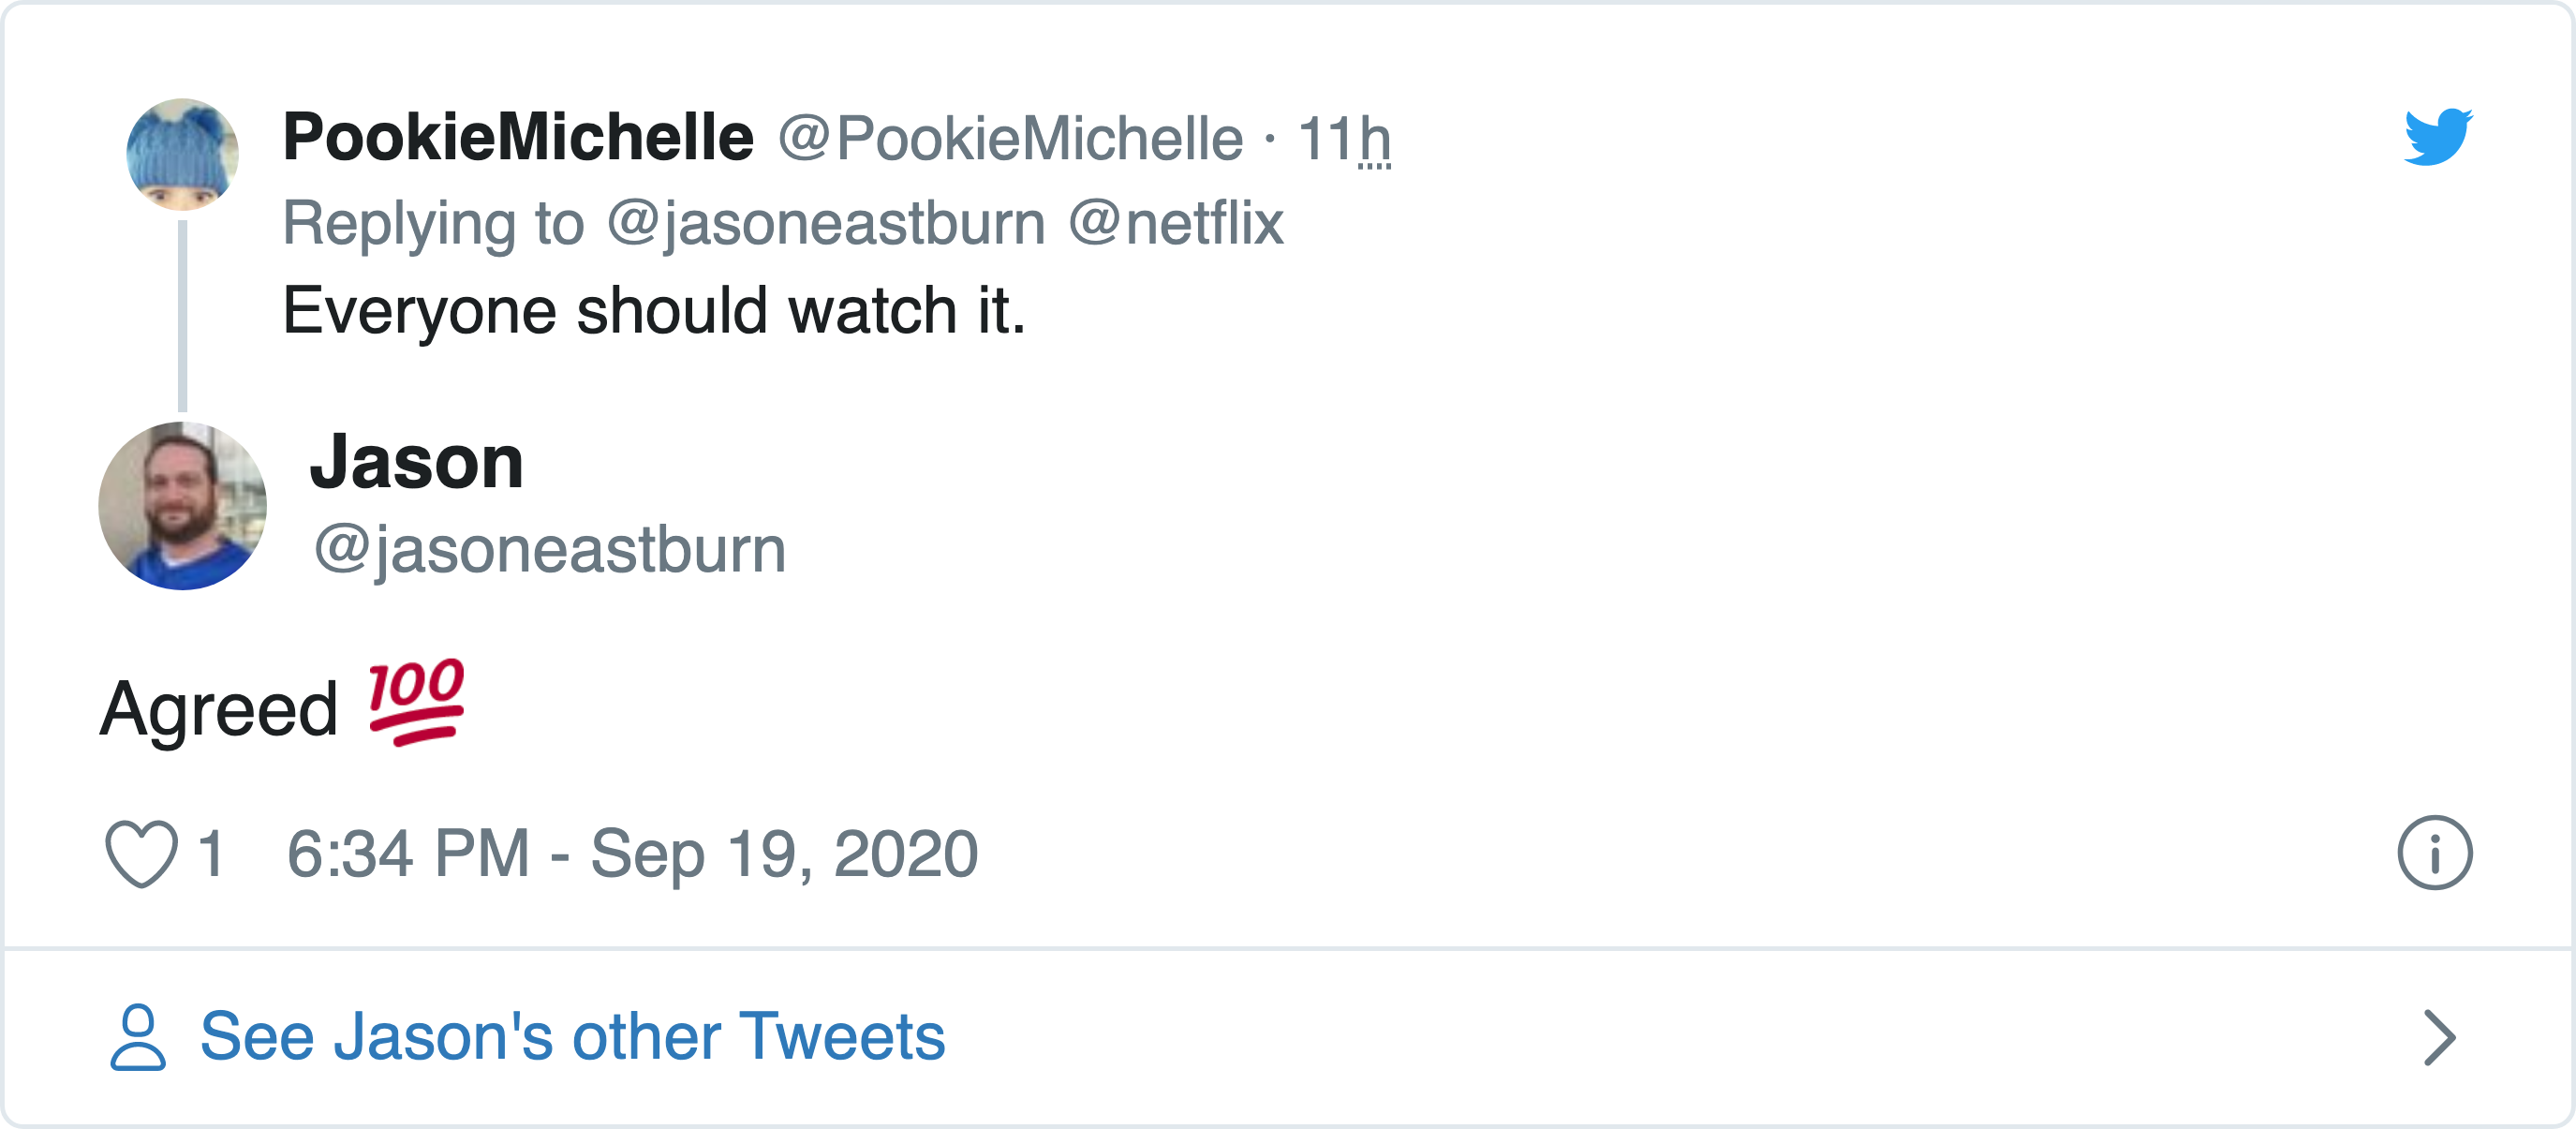 PookieMichelle @PookieMichelle · 11h
Replying to @jasoneastburn @netflix
Everyone should watch it.
Jason
@jasoneastburn
Agreed 💯
1 6:34 PM - Sep 19, 2020
See Jason's other Tweets